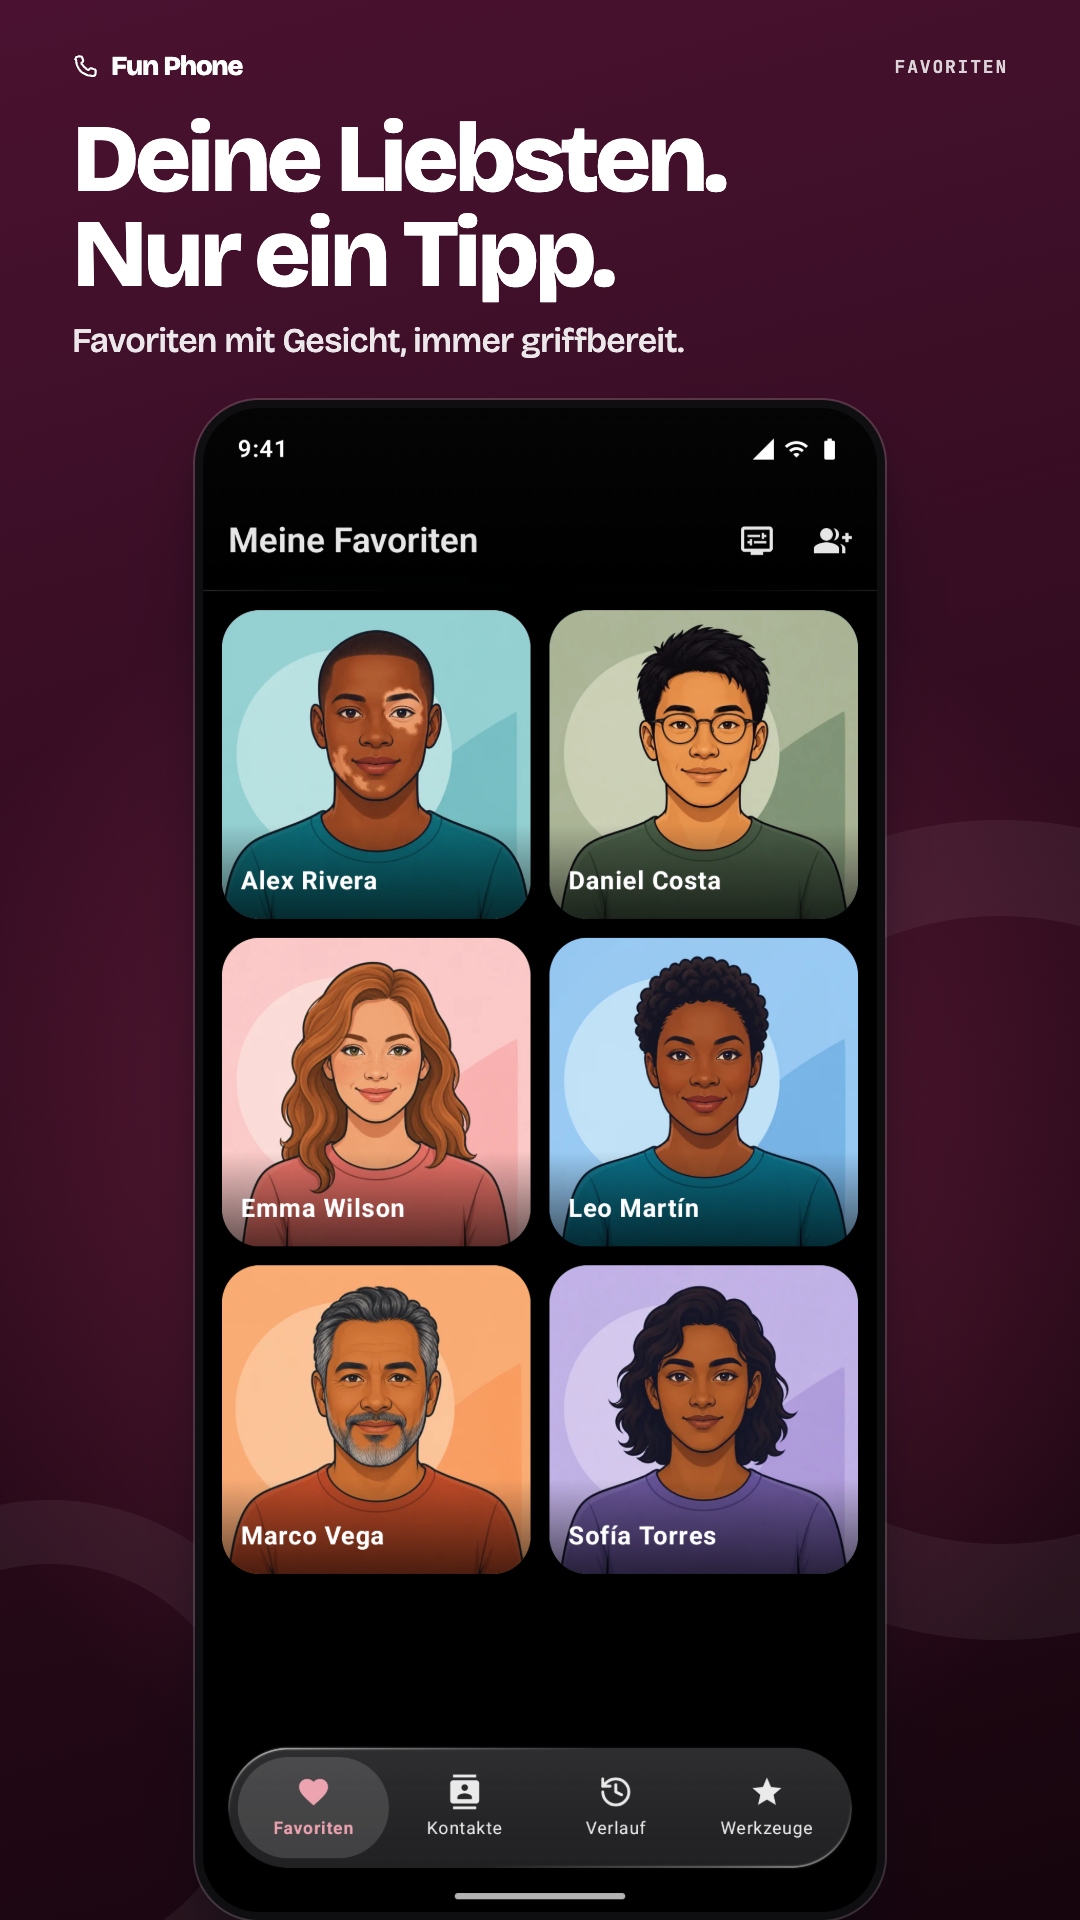 Fun Phone
FAVORITEN
Deine Liebsten.
Nur ein Tipp.
Favoriten mit Gesicht, immer griffbereit.
9:41
Meine Favoriten
Alex Rivera
Daniel Costa
Emma Wilson
Leo Martín
Marco Vega
Sofía Torres
Favoriten
Kontakte
Verlauf
Werkzeuge